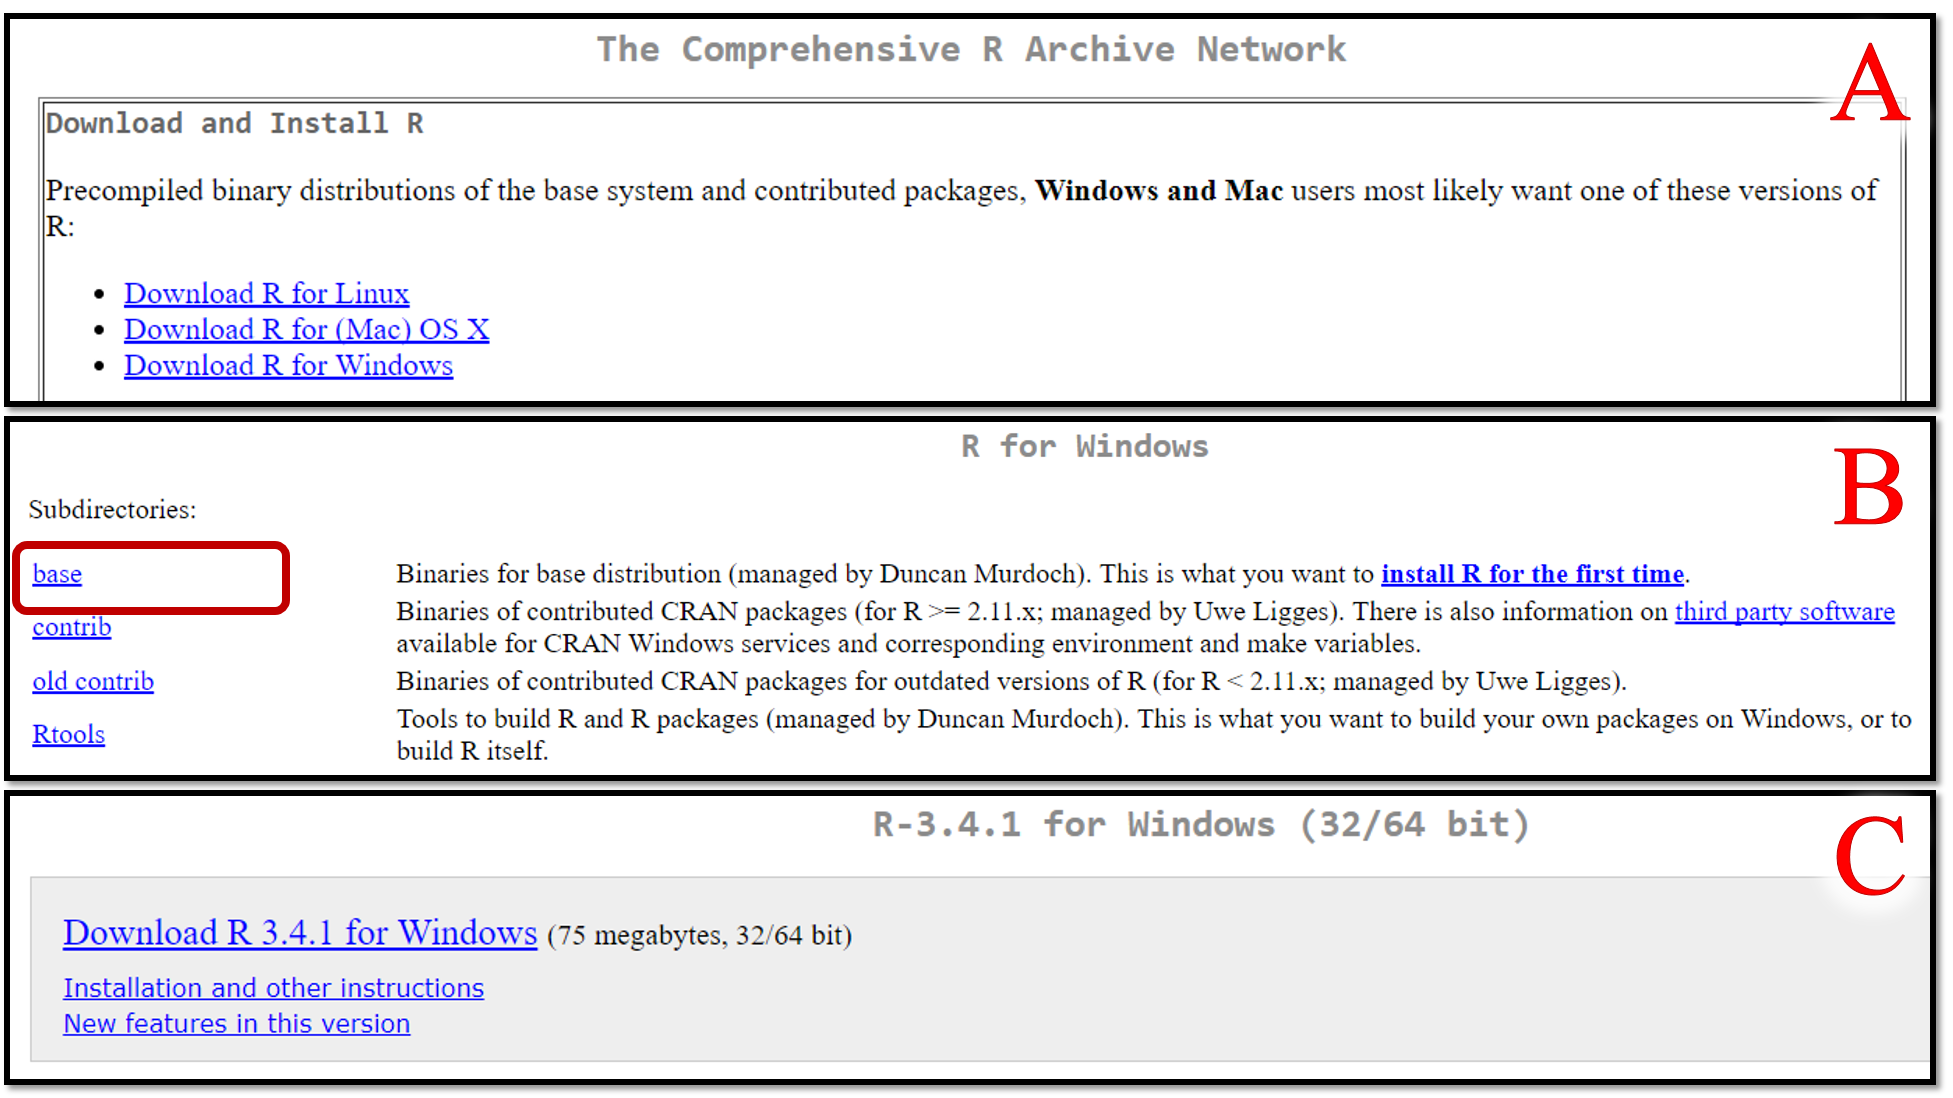 The Comprehensive R Archive Network
A
Download and Install R
Precompiled binary distributions of the base system and contributed packages, Windows and Mac users most likely want one of these versions of
R:
Download R for Linux
Download R for (Mac) OS X
Download R for Windows
R for Windows
B
Subdirectories:
base
Binaries for base distribution (managed by Duncan Murdoch). This is what you want to install R for the first time.
contrib
Binaries of contributed CRAN packages (for R >= 2.11.x; managed by Uwe Ligges). There is also information on third party software
available for CRAN Windows services and corresponding environment and make variables.
old contrib
Binaries of contributed CRAN packages for outdated versions of R (for R < 2.11.x; managed by Uwe Ligges).
Rtools
Tools to build R and R packages (managed by Duncan Murdoch). This is what you want to build your own packages on Windows, or to
build R itself.
R-3.4.1 for Windows (32/64 bit)
C
Download R 3.4.1 for Windows (75 megabytes, 32/64 bit)
Installation and other instructions
New features in this version